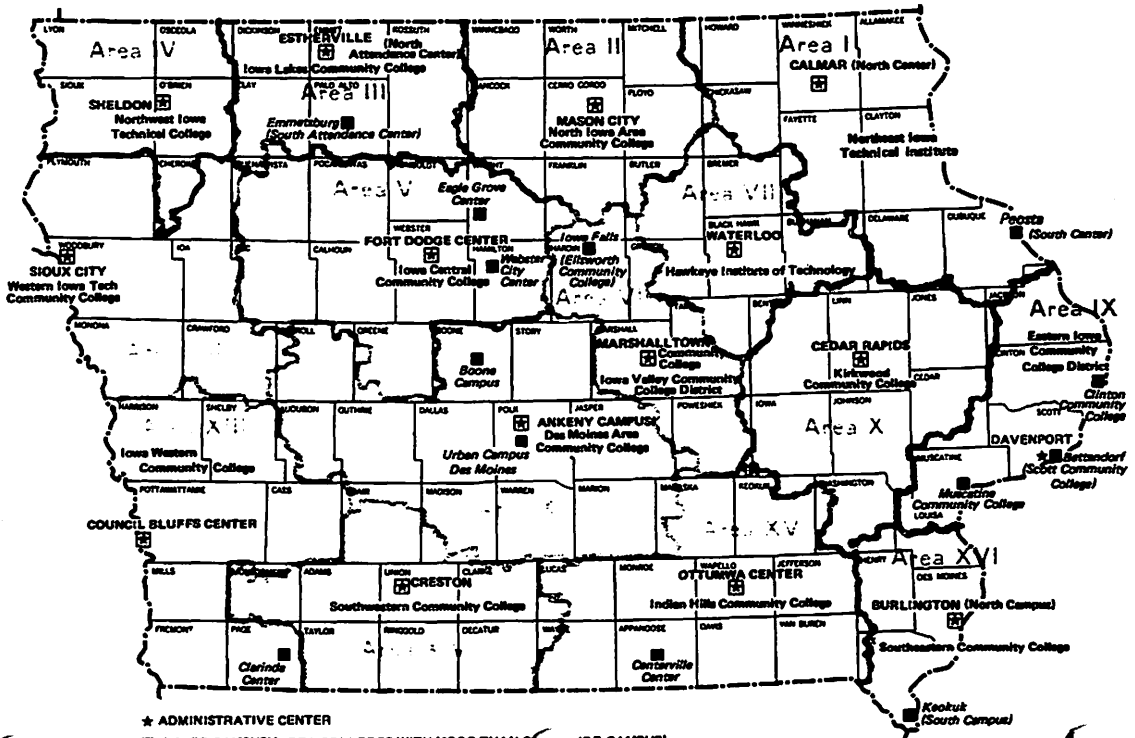 LYON
OSCEOLA
DICKINSON
EMMET
KOSSUTH
WINNEBAGO
WORTH
MITCHELL
HOWARD
WINNESHIEK
ALLAMAKEE
Area IV
ESTHERVILLE
(North Attendance Center)
Iowa Lakes Community College
Area II
Area I
CALMAR (North Center)
SIOUX
O'BRIEN
CLAY
PALO ALTO
HANCOCK
CERRO GORDO
FLOYD
CHICKASAW
FAYETTE
CLAYTON
SHELDON
Northwest Iowa
Technical College
Area III
Emmetsburg
(South Attendance Center)
MASON CITY
North Iowa Area
Community College
Northeast Iowa
Technical Institute
PLYMOUTH
CHEROKEE
BUENA VISTA
POCAHONTAS
HUMBOLDT
WRIGHT
FRANKLIN
BUTLER
BREMER
Area V
Eagle Grove
Center
Area VII
WEBSTER
BLACK HAWK
DELAWARE
DUBUQUE
Peosta
(South Center)
WOODBURY
IDA
CALHOUN
FORT DODGE CENTER
Iowa Central
Community College
HAMILTON
Webster
City
Center
HARDIN
Iowa Falls
(Ellsworth
Community
College)
WATERLOO
Hawkeye Institute of Technology
SIOUX CITY
Western Iowa Tech
Community College
MONONA
CRAWFORD
GREENE
BOONE
STORY
MARSHALL
LINN
JONES
JACKSON
Area IX
Boone
Campus
MARSHALLTOWN
Community
College
Iowa Valley Community
College District
CEDAR RAPIDS
Kirkwood
Community College
CEDAR
CLINTON
Eastern Iowa
Community
College District
Clinton
Community
College
HARRISON
SHELBY
AUDUBON
GUTHRIE
DALLAS
POLK
JASPER
POWESHIEK
IOWA
JOHNSON
SCOTT
XIII
Iowa Western
Community College
ANKENY CAMPUS
Des Moines Area
Community College
Urban Campus
Des Moines
Area X
MUSCATINE
DAVENPORT
Bettendorf
(Scott Community
College)
Muscatine
Community College
POTTAWATTAMIE
CASS
ADAIR
MADISON
WARREN
MARION
MAHASKA
KEOKUK
WASHINGTON
LOUISA
COUNCIL BLUFFS CENTER
Area XV
Area XVI
MILLS
MONTGOMERY
ADAMS
UNION
CLARKE
LUCAS
MONROE
WAPELLO
JEFFERSON
HENRY
DES MOINES
CRESTON
Southwestern Community College
OTTUMWA CENTER
Indian Hills Community College
BURLINGTON (North Campus)
Southeastern Community College
FREMONT
PAGE
TAYLOR
RINGGOLD
DECATUR
WAYNE
APPANOOSE
DAVIS
VAN BUREN
Clarinda
Center
Centerville
Center
Keokuk
(South Campus)
★ ADMINISTRATIVE CENTER